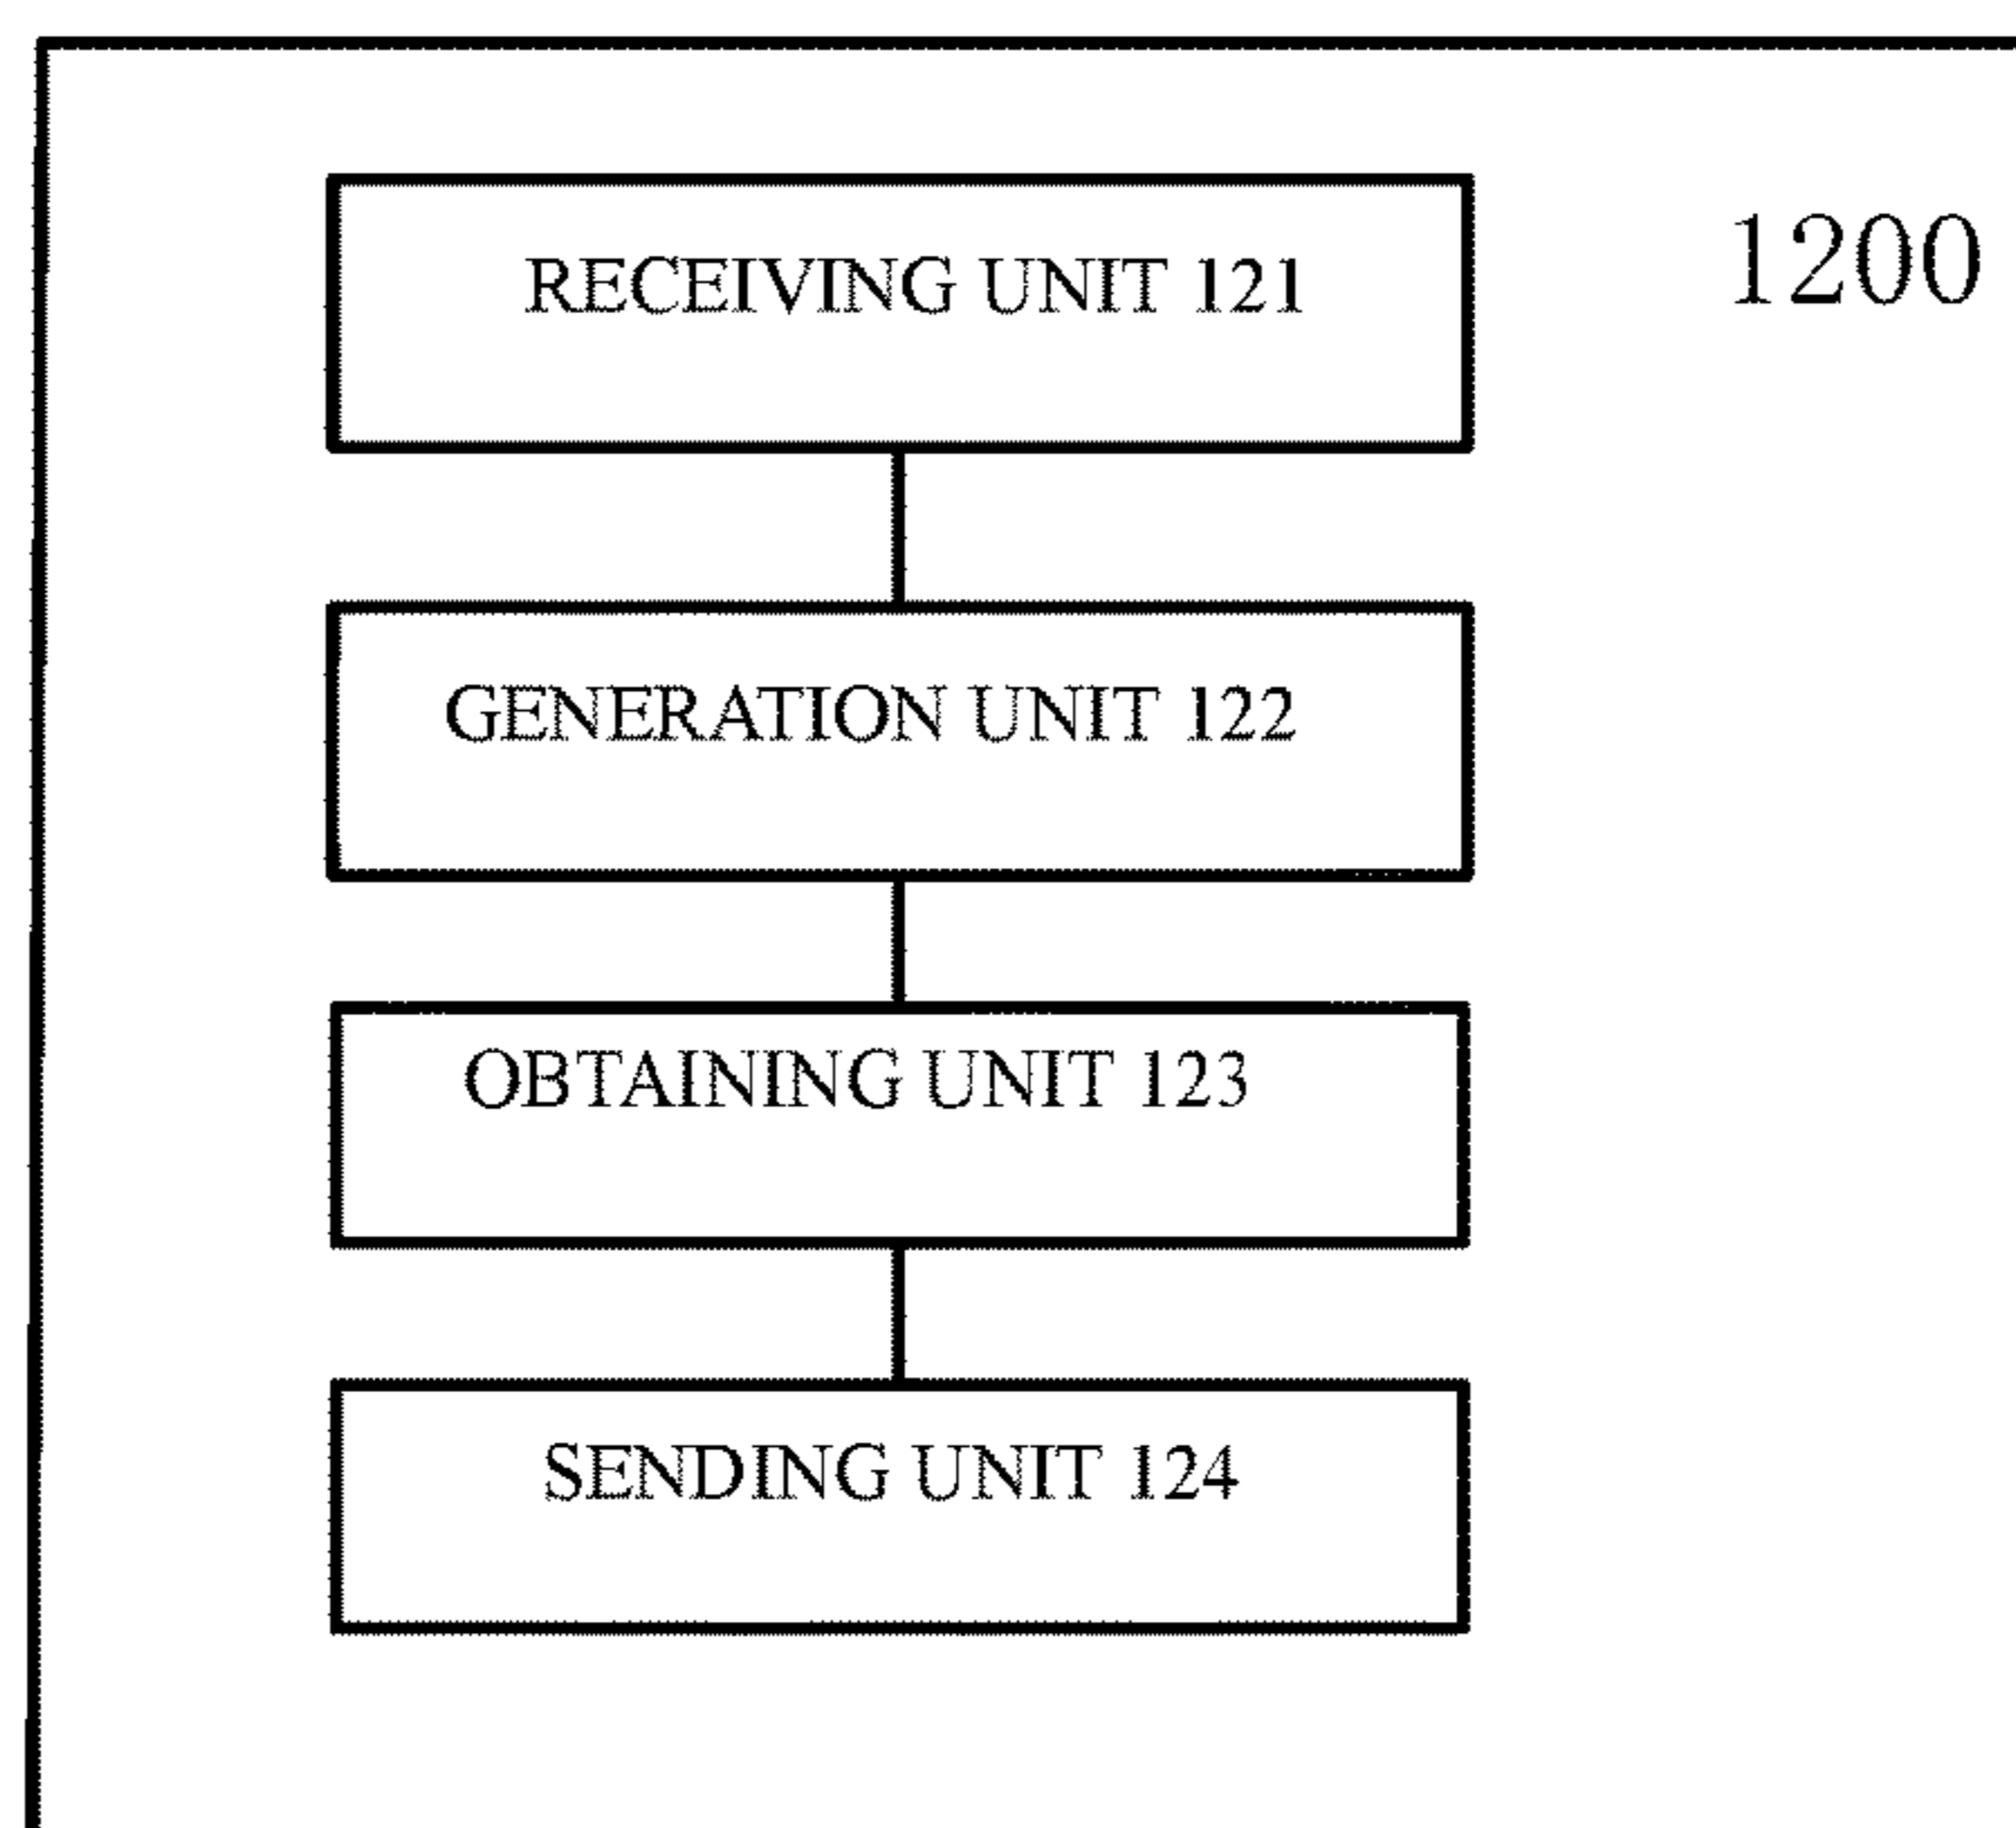 RECEIVING UNIT 121
1200
GENERATION UNIT 122
OBTAINING UNIT 123
SENDING UNIT 124